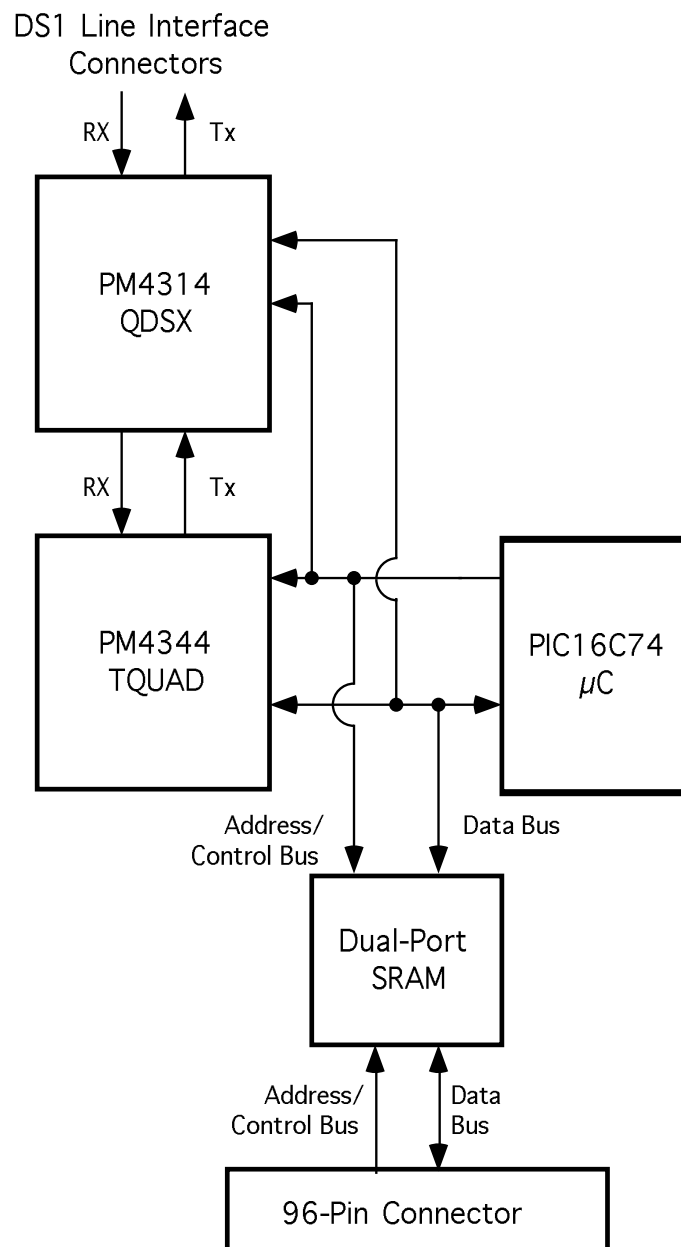 DS1 Line Interface
Connectors
RX
Tx
PM4314
QDSX
RX
Tx
PM4344
TQUAD
PIC16C74
µC
Address/
Control Bus
Data Bus
Dual-Port
SRAM
Address/
Control Bus
Data
Bus
96-Pin Connector